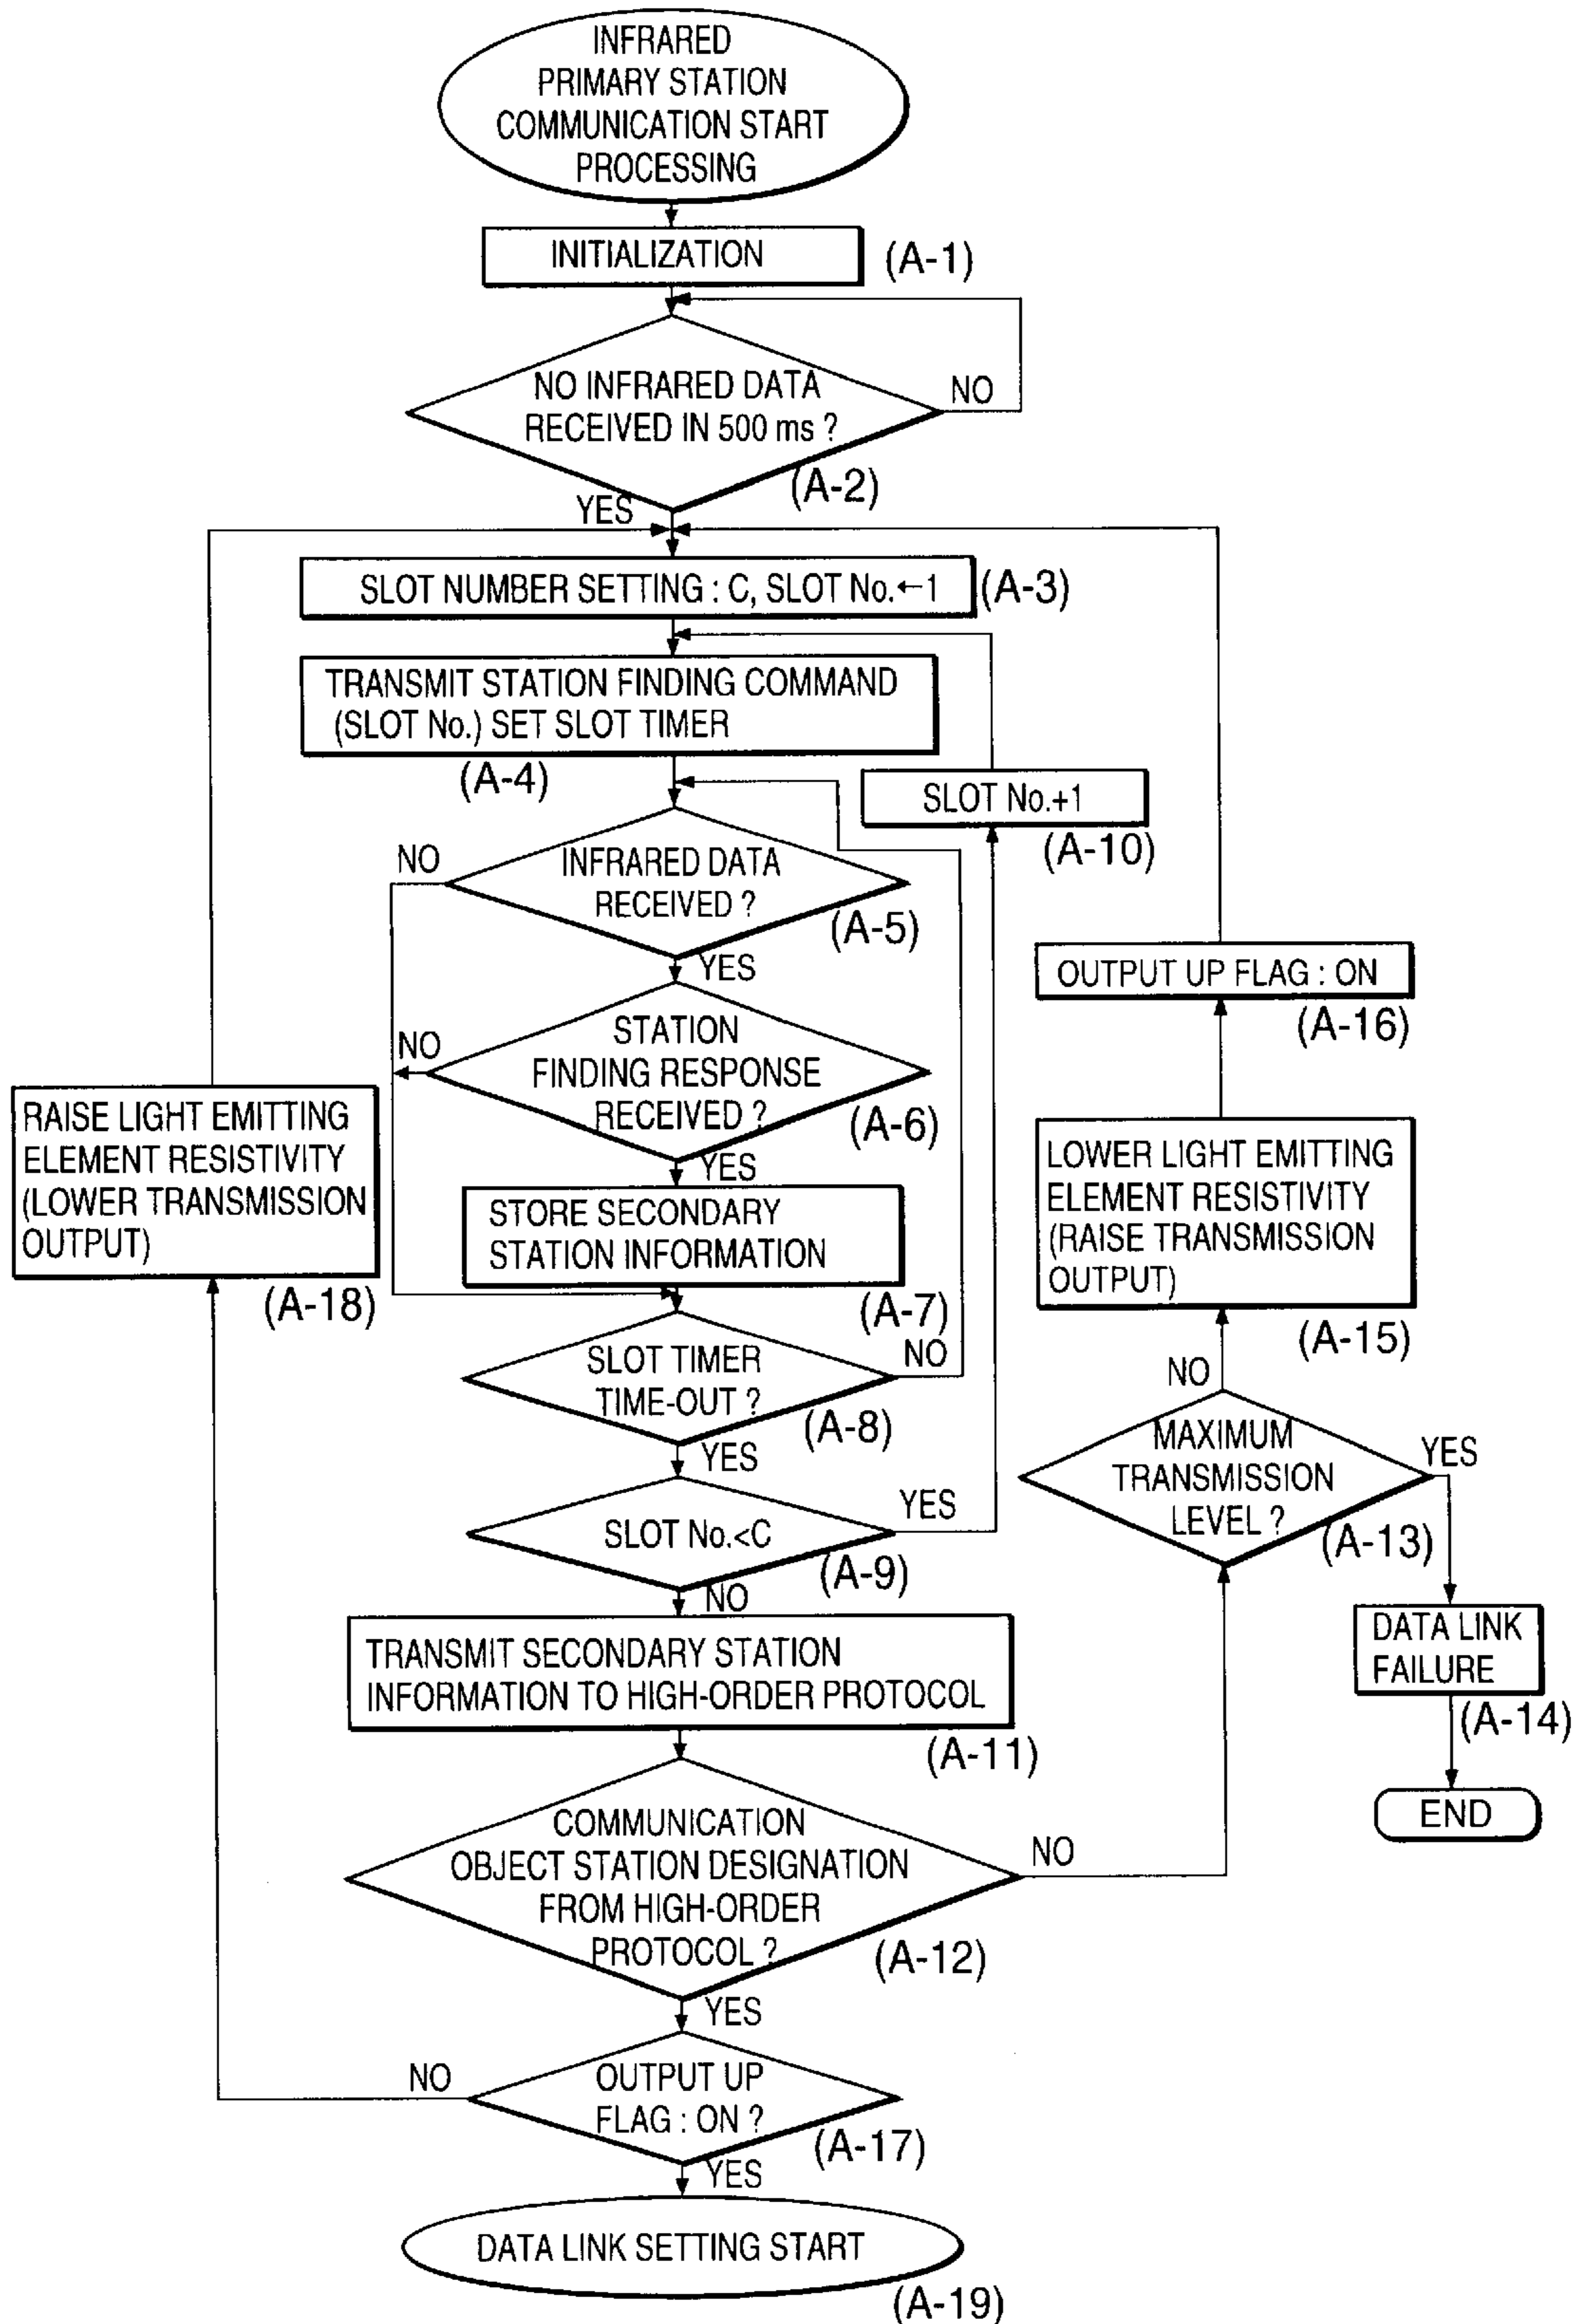 INFRARED
PRIMARY STATION
COMMUNICATION START
PROCESSING
INITIALIZATION
(A-1)
NO INFRARED DATA
RECEIVED IN 500 ms ?
NO
(A-2)
YES
SLOT NUMBER SETTING : C, SLOT No.←1
(A-3)
TRANSMIT STATION FINDING COMMAND
(SLOT No.) SET SLOT TIMER
(A-4)
SLOT No.+1
(A-10)
NO
INFRARED DATA
RECEIVED ?
(A-5)
YES
OUTPUT UP FLAG : ON
(A-16)
NO
STATION
FINDING RESPONSE
RECEIVED ?
(A-6)
YES
RAISE LIGHT EMITTING
ELEMENT RESISTIVITY
(LOWER TRANSMISSION
OUTPUT)
(A-18)
STORE SECONDARY
STATION INFORMATION
(A-7)
LOWER LIGHT EMITTING
ELEMENT RESISTIVITY
(RAISE TRANSMISSION
OUTPUT)
(A-15)
SLOT TIMER
TIME-OUT ?
NO
(A-8)
YES
NO
MAXIMUM
TRANSMISSION
LEVEL ?
YES
(A-13)
SLOT No.<C
YES
(A-9)
NO
DATA LINK
FAILURE
(A-14)
END
TRANSMIT SECONDARY STATION
INFORMATION TO HIGH-ORDER PROTOCOL
(A-11)
COMMUNICATION
OBJECT STATION DESIGNATION
FROM HIGH-ORDER
PROTOCOL ?
NO
(A-12)
YES
NO
OUTPUT UP
FLAG : ON ?
(A-17)
YES
DATA LINK SETTING START
(A-19)